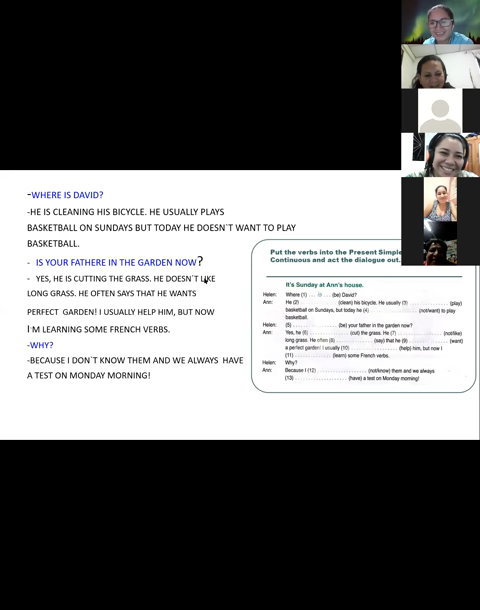 -WHERE IS DAVID?
-HE IS CLEANING HIS BICYCLE. HE USUALLY PLAYS
BASKETBALL ON SUNDAYS BUT TODAY HE DOESN´T WANT TO PLAY
BASKETBALL.
- IS YOUR FATHERE IN THE GARDEN NOW?
- YES, HE IS CUTTING THE GRASS. HE DOESN´T LIKE
LONG GRASS. HE OFTEN SAYS THAT HE WANTS
PERFECT GARDEN! I USUALLY HELP HIM, BUT NOW
I´M LEARNING SOME FRENCH VERBS.
-WHY?
-BECAUSE I DON´T KNOW THEM AND WE ALWAYS HAVE
A TEST ON MONDAY MORNING!
Put the verbs into the Present Simple
Continuous and act the dialogue out.
It's Sunday at Ann's house.
Helen: Where (1) ... is ... (be) David?
Ann: He (2) .................... (clean) his bicycle. He usually (3) .................... (play)
basketball on Sundays, but today he (4) .................... (not/want) to play
basketball.
Helen: (5) .................... (be) your father in the garden now?
Ann: Yes, he (6) .................... (cut) the grass. He (7) .................... (not/like)
long grass. He often (8) .................... (say) that he (9) .................... (want)
a perfect garden! I usually (10) .................... (help) him, but now I
(11) .................... (learn) some French verbs.
Helen: Why?
Ann: Because I (12) .................... (not/know) them and we always
(13) .................... (have) a test on Monday morning!